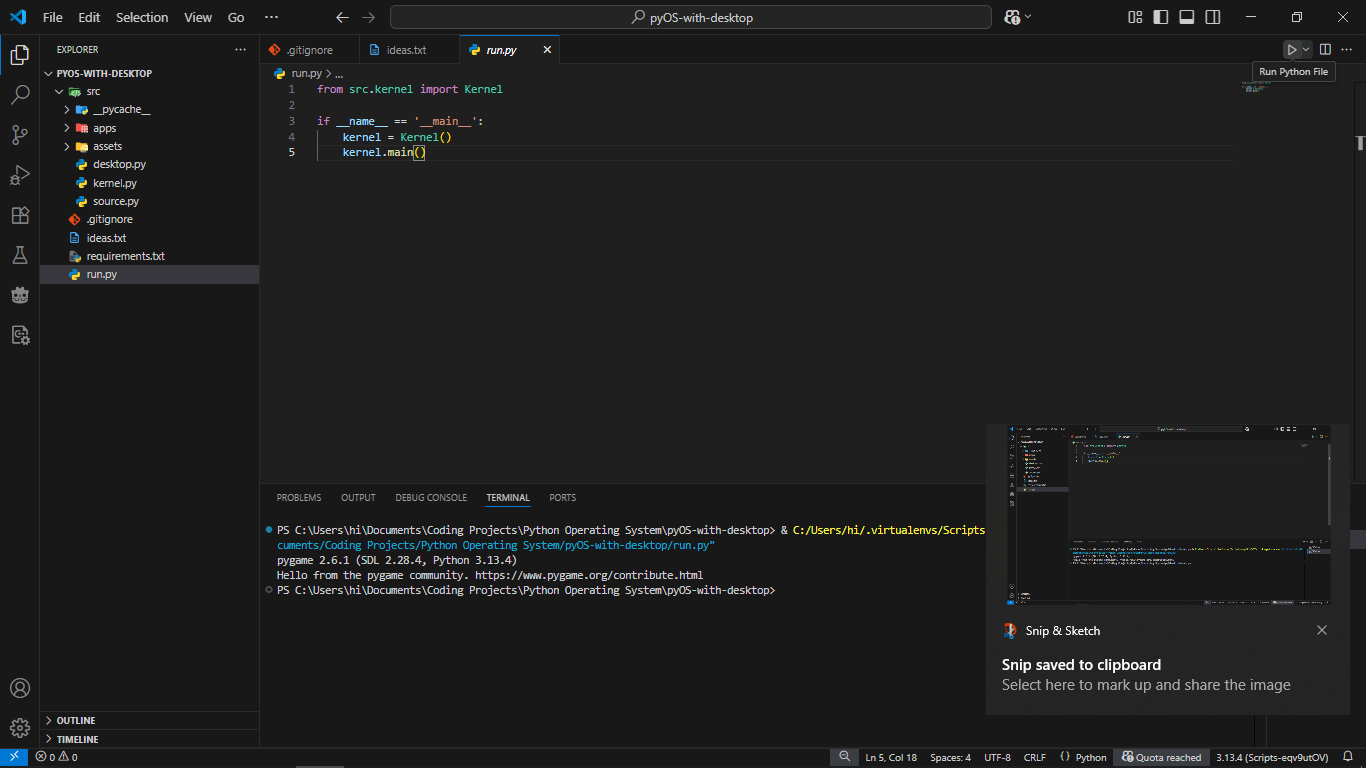 File Edit Selection View Go ···
pyOS-with-desktop
EXPLORER
PYOS-WITH-DESKTOP
src
__pycache__
apps
assets
desktop.py
kernel.py
source.py
.gitignore
ideas.txt
requirements.txt
run.py
OUTLINE
TIMELINE
.gitignore
ideas.txt
run.py
Run Python File
run.py > ...
1 from src.kernel import Kernel
2
3 if __name__ == '__main__':
4 kernel = Kernel()
5 kernel.main()
PROBLEMS OUTPUT DEBUG CONSOLE TERMINAL PORTS
PS C:\Users\hi\Documents\Coding Projects\Python Operating System\pyOS-with-desktop> & C:/Users/hi/.virtualenvs/Scripts
cuments/Coding Projects/Python Operating System/pyOS-with-desktop/run.py"
pygame 2.6.1 (SDL 2.28.4, Python 3.13.4)
Hello from the pygame community. https://www.pygame.org/contribute.html
PS C:\Users\hi\Documents\Coding Projects\Python Operating System\pyOS-with-desktop>
Snip & Sketch
Snip saved to clipboard
Select here to mark up and share the image
0 0
Ln 5, Col 18 Spaces: 4 UTF-8 CRLF {} Python Quota reached 3.13.4 (Scripts-eqv9utOV)